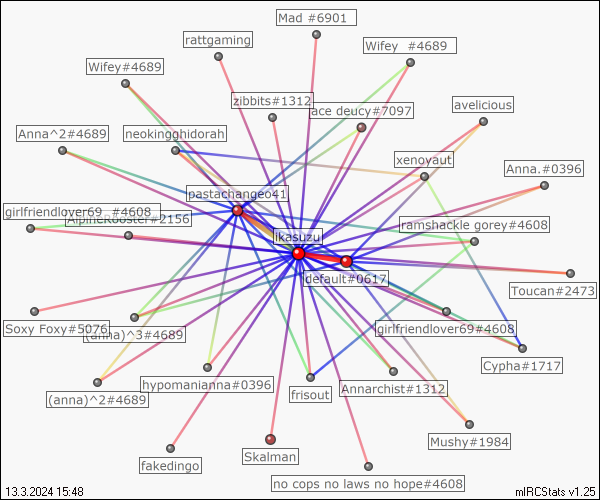 Mad #6901
rattgaming
Wifey #4689
Wifey#4689
zibbits#1312
ace deucy#7097
avelicious
Anna^2#4689
neokingghidorah
xenoyaut
Anna.#0396
pastachangeo41
girlfriendlover69 #4608
AlpineRooster#2156
ramshackle gorey#4608
ikasuzu
default#0617
Toucan#2473
Soxy Foxy#5076
(anna)^3#4689
girlfriendlover69#4608
Cypha#1717
hypomanianna#0396
frisout
Annarchist#1312
(anna)^2#4689
Mushy#1984
fakedingo
Skalman
no cops no laws no hope#4608
13.3.2024 15:48
mIRCStats v1.25